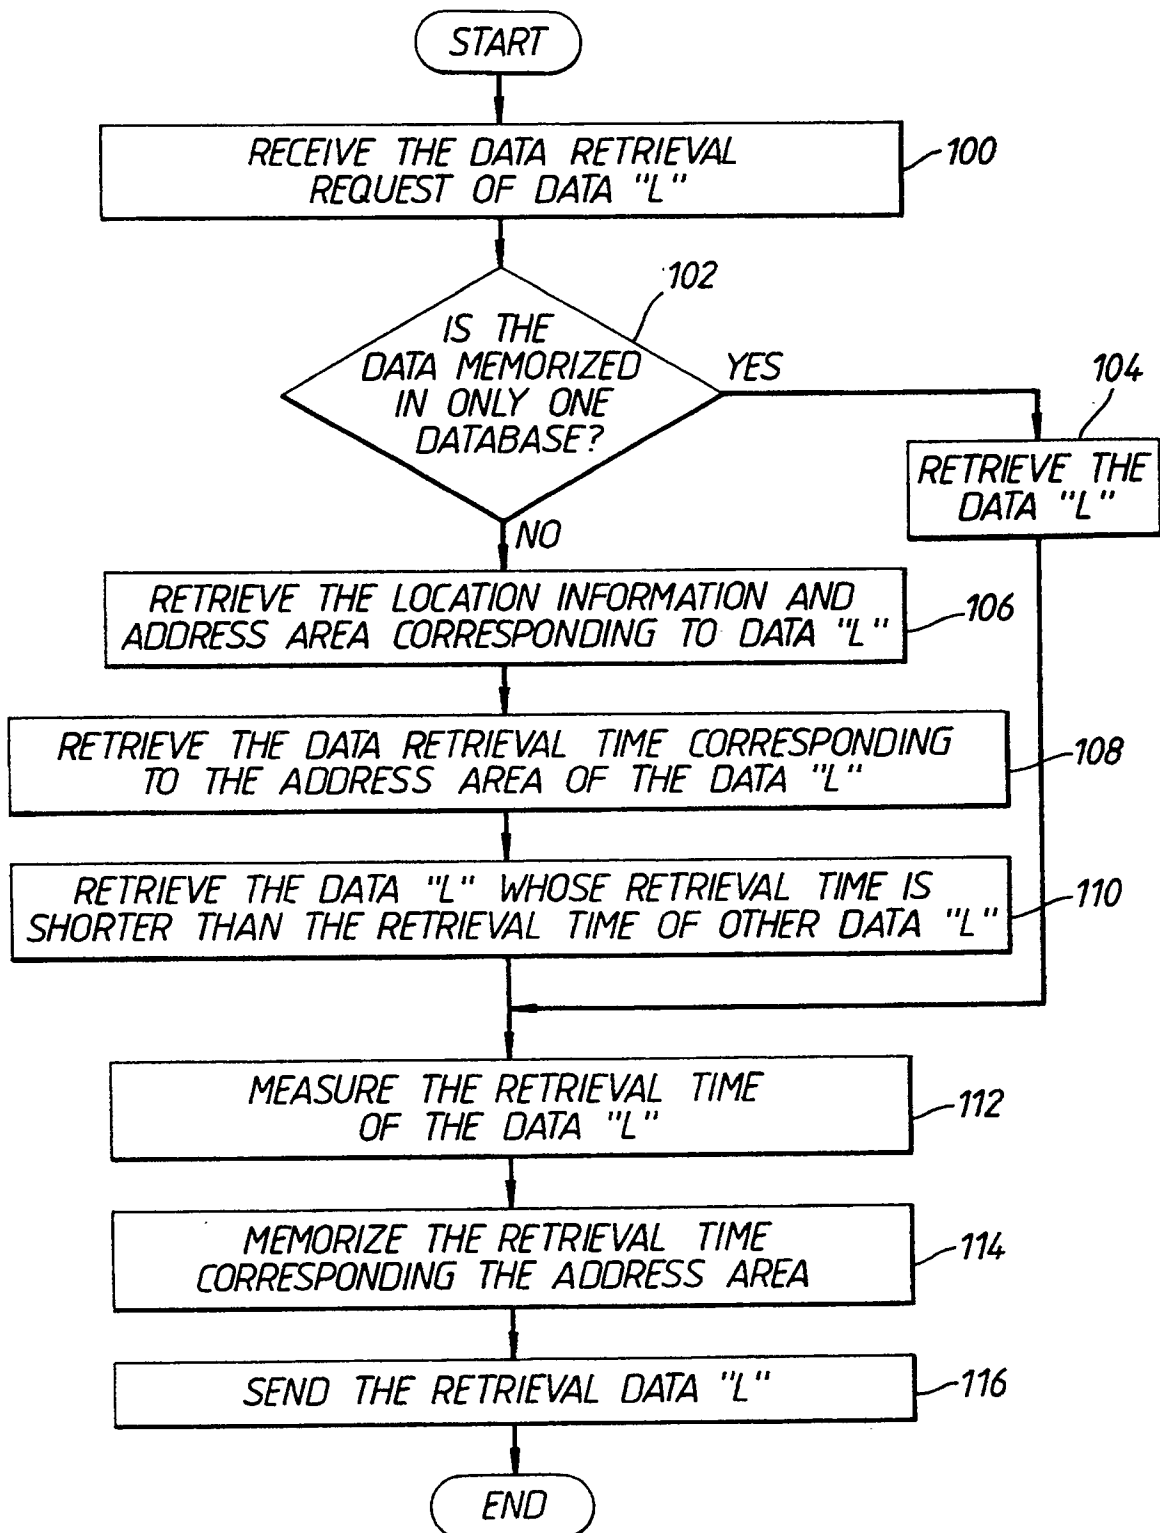 START
RECEIVE THE DATA RETRIEVAL
REQUEST OF DATA "L"
100
102
IS THE
DATA MEMORIZED
IN ONLY ONE
DATABASE?
YES
104
RETRIEVE THE
DATA "L"
NO
RETRIEVE THE LOCATION INFORMATION AND
ADDRESS AREA CORRESPONDING TO DATA "L"
106
RETRIEVE THE DATA RETRIEVAL TIME CORRESPONDING
TO THE ADDRESS AREA OF THE DATA "L"
108
RETRIEVE THE DATA "L" WHOSE RETRIEVAL TIME IS
SHORTER THAN THE RETRIEVAL TIME OF OTHER DATA "L"
110
MEASURE THE RETRIEVAL TIME
OF THE DATA "L"
112
MEMORIZE THE RETRIEVAL TIME
CORRESPONDING THE ADDRESS AREA
114
SEND THE RETRIEVAL DATA "L"
116
END